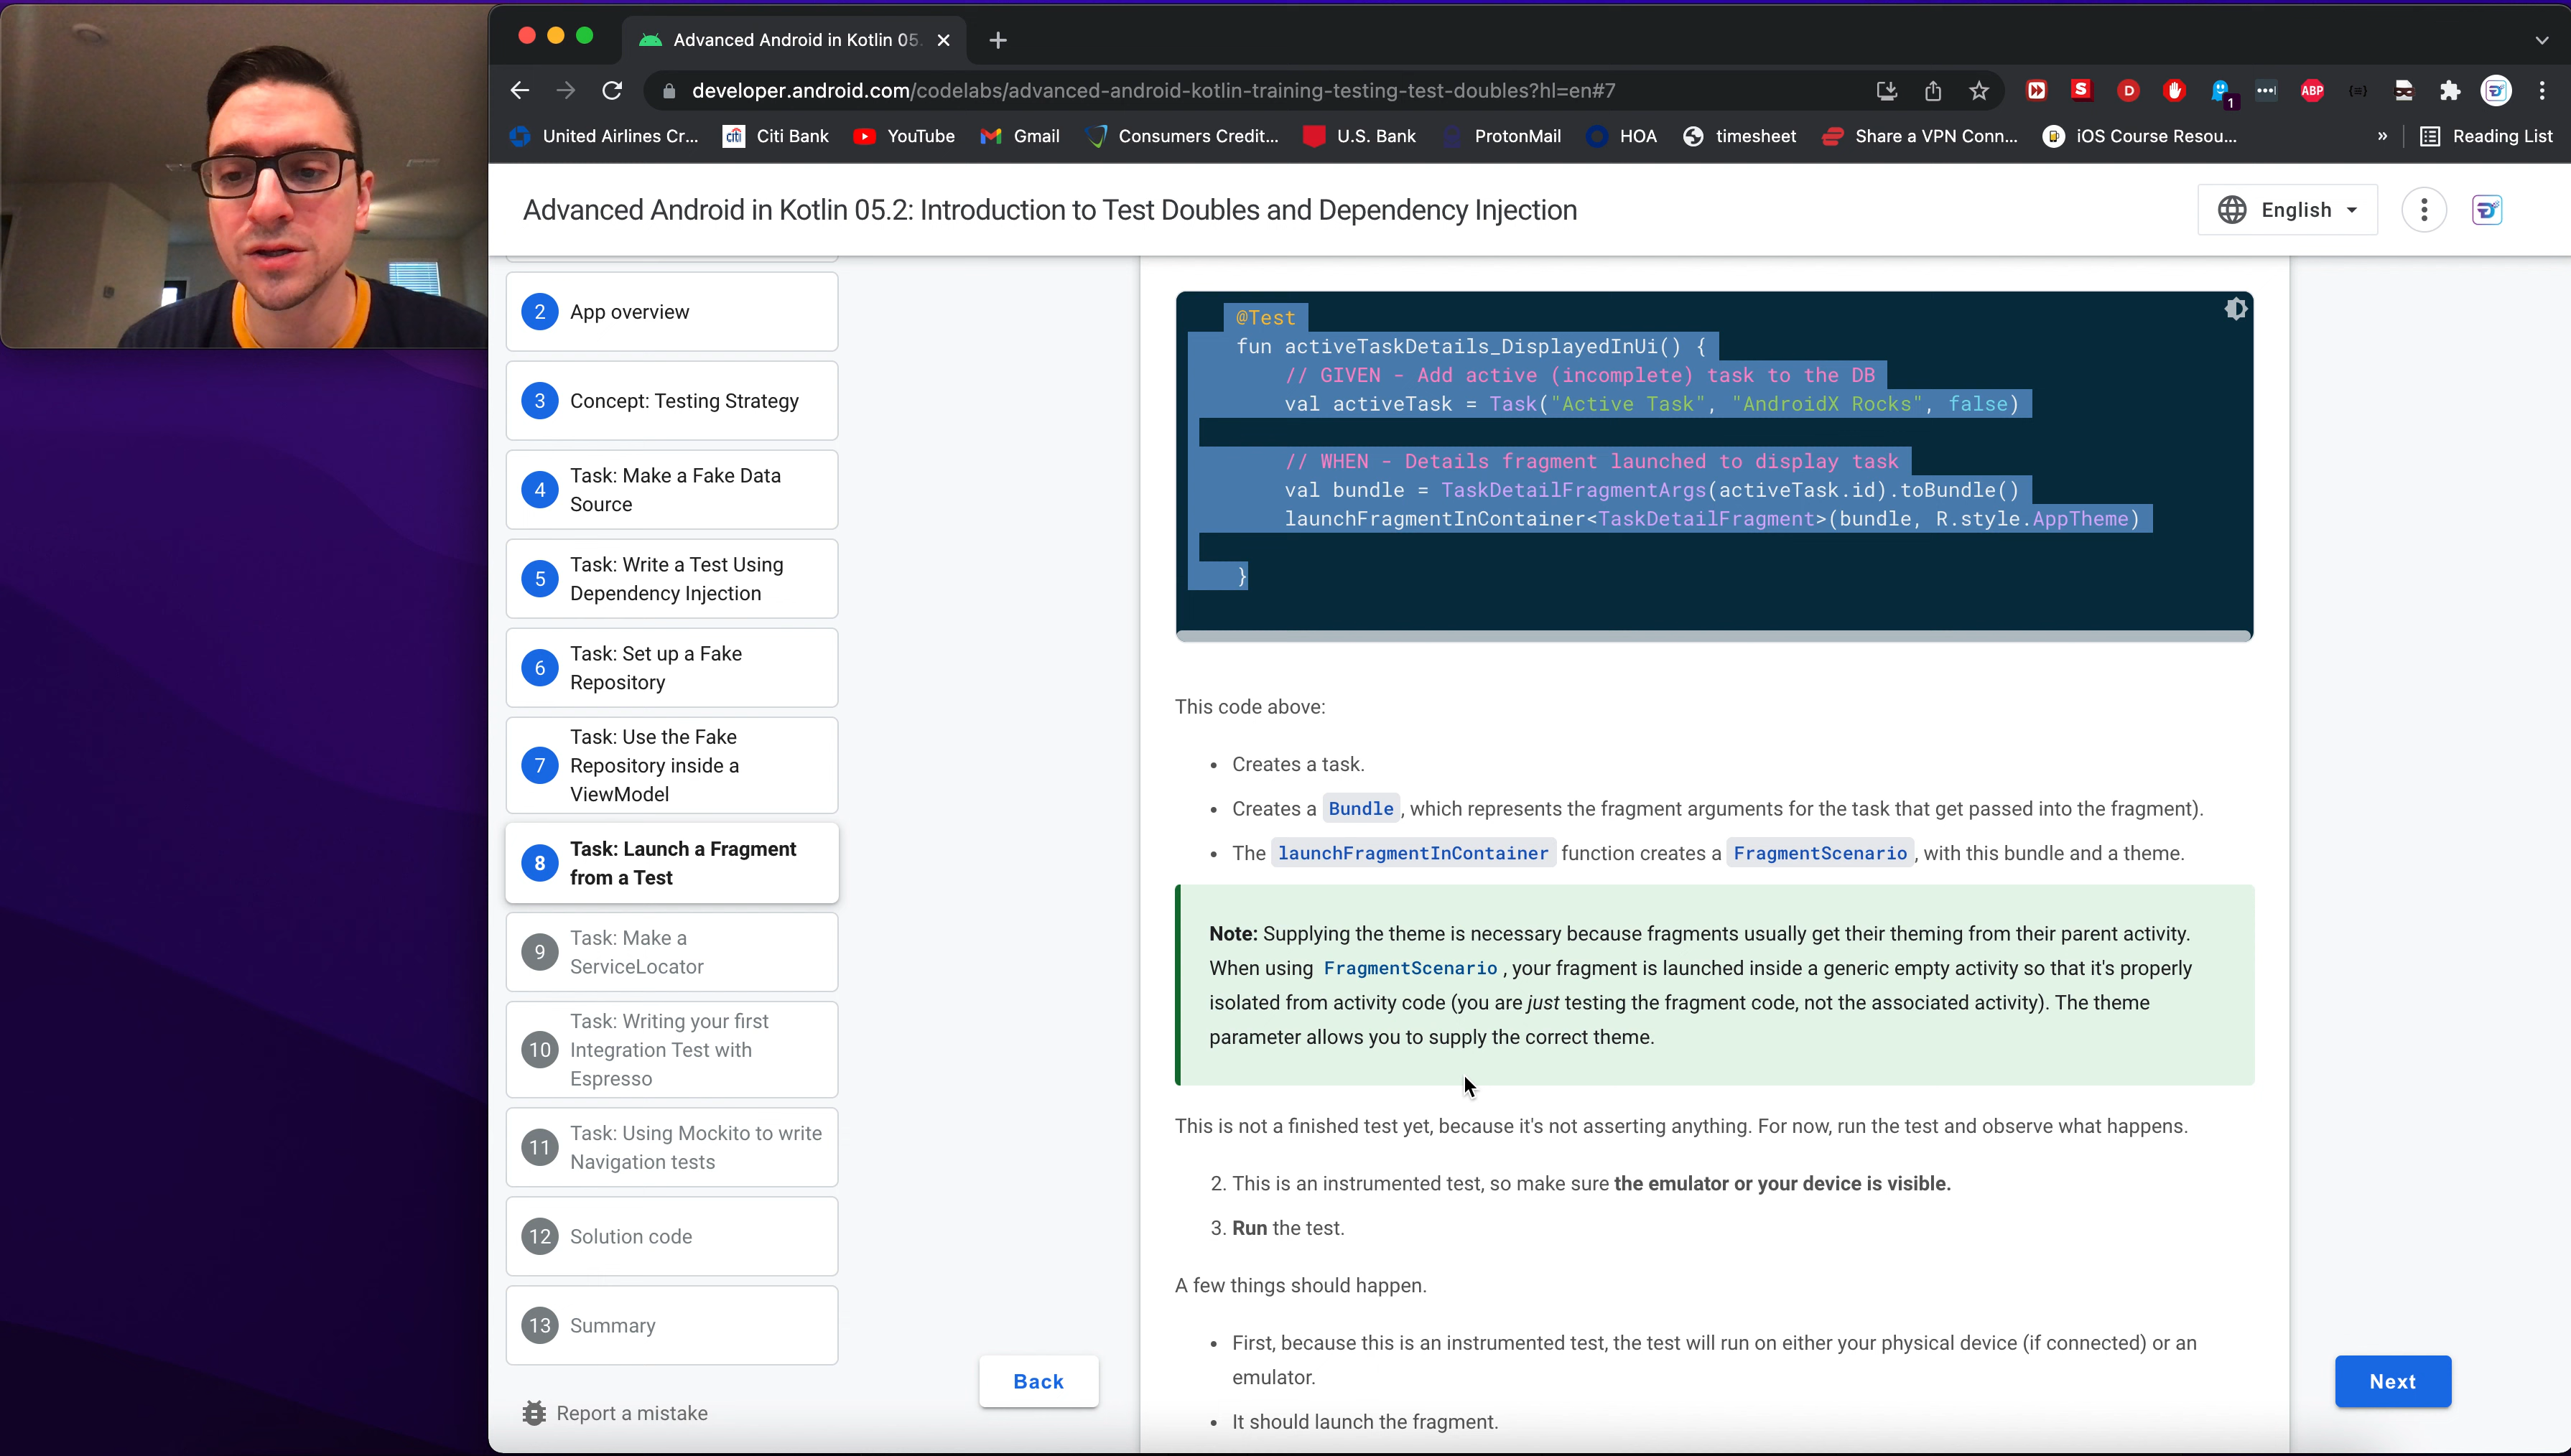 Advanced Android in Kotlin 05.
developer.android.com/codelabs/advanced-android-kotlin-training-testing-test-doubles?hl=en#7
S
D
1
ABP
United Airlines Cr...
citi
Citi Bank
YouTube
Gmail
Consumers Credit...
U.S. Bank
ProtonMail
HOA
timesheet
Share a VPN Conn...
iOS Course Resou...
»
Reading List
Advanced Android in Kotlin 05.2: Introduction to Test Doubles and Dependency Injection
English
2 App overview
3 Concept: Testing Strategy
4 Task: Make a Fake Data
Source
5 Task: Write a Test Using
Dependency Injection
6 Task: Set up a Fake
Repository
7 Task: Use the Fake
Repository inside a
ViewModel
8 Task: Launch a Fragment
from a Test
9 Task: Make a
ServiceLocator
10 Task: Writing your first
Integration Test with
Espresso
11 Task: Using Mockito to write
Navigation tests
12 Solution code
13 Summary
Report a mistake
@Test
fun activeTaskDetails_DisplayedInUi() {
// GIVEN - Add active (incomplete) task to the DB
val activeTask = Task("Active Task", "AndroidX Rocks", false)
// WHEN - Details fragment launched to display task
val bundle = TaskDetailFragmentArgs(activeTask.id).toBundle()
launchFragmentInContainer<TaskDetailFragment>(bundle, R.style.AppTheme)
}
This code above:
• Creates a task.
• Creates a Bundle, which represents the fragment arguments for the task that get passed into the fragment).
• The launchFragmentInContainer function creates a FragmentScenario, with this bundle and a theme.
Note: Supplying the theme is necessary because fragments usually get their theming from their parent activity.
When using FragmentScenario, your fragment is launched inside a generic empty activity so that it's properly
isolated from activity code (you are just testing the fragment code, not the associated activity). The theme
parameter allows you to supply the correct theme.
This is not a finished test yet, because it's not asserting anything. For now, run the test and observe what happens.
2. This is an instrumented test, so make sure the emulator or your device is visible.
3. Run the test.
A few things should happen.
• First, because this is an instrumented test, the test will run on either your physical device (if connected) or an
emulator.
• It should launch the fragment.
Back
Next